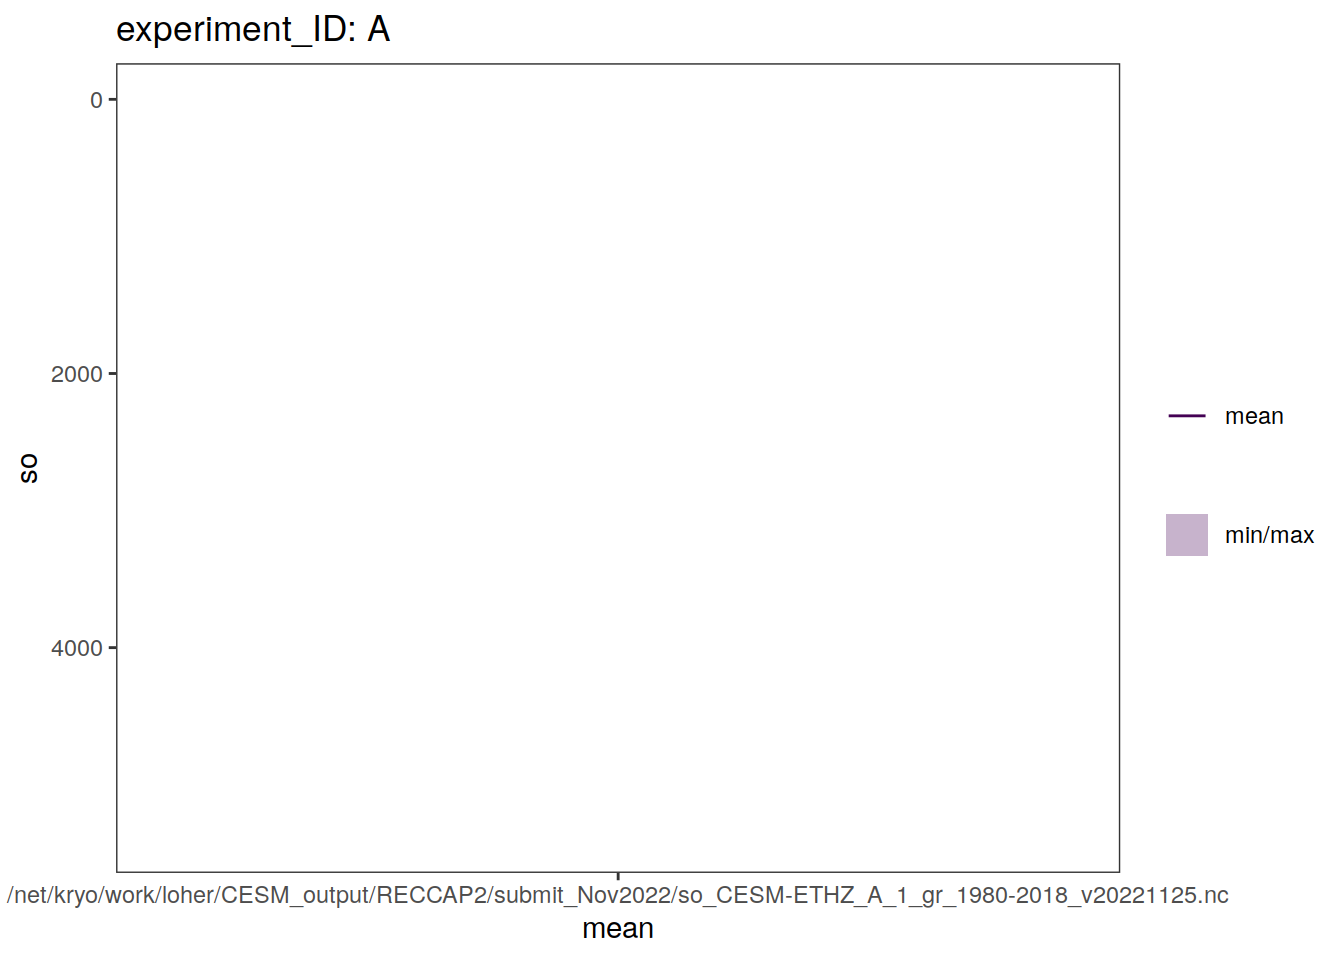 experiment_ID: A
0
2000
4000
so
mean
min/max
/net/kryo/work/loher/CESM_output/RECCAP2/submit_Nov2022/so_CESM-ETHZ_A_1_gr_1980-2018_v20221125.nc
mean